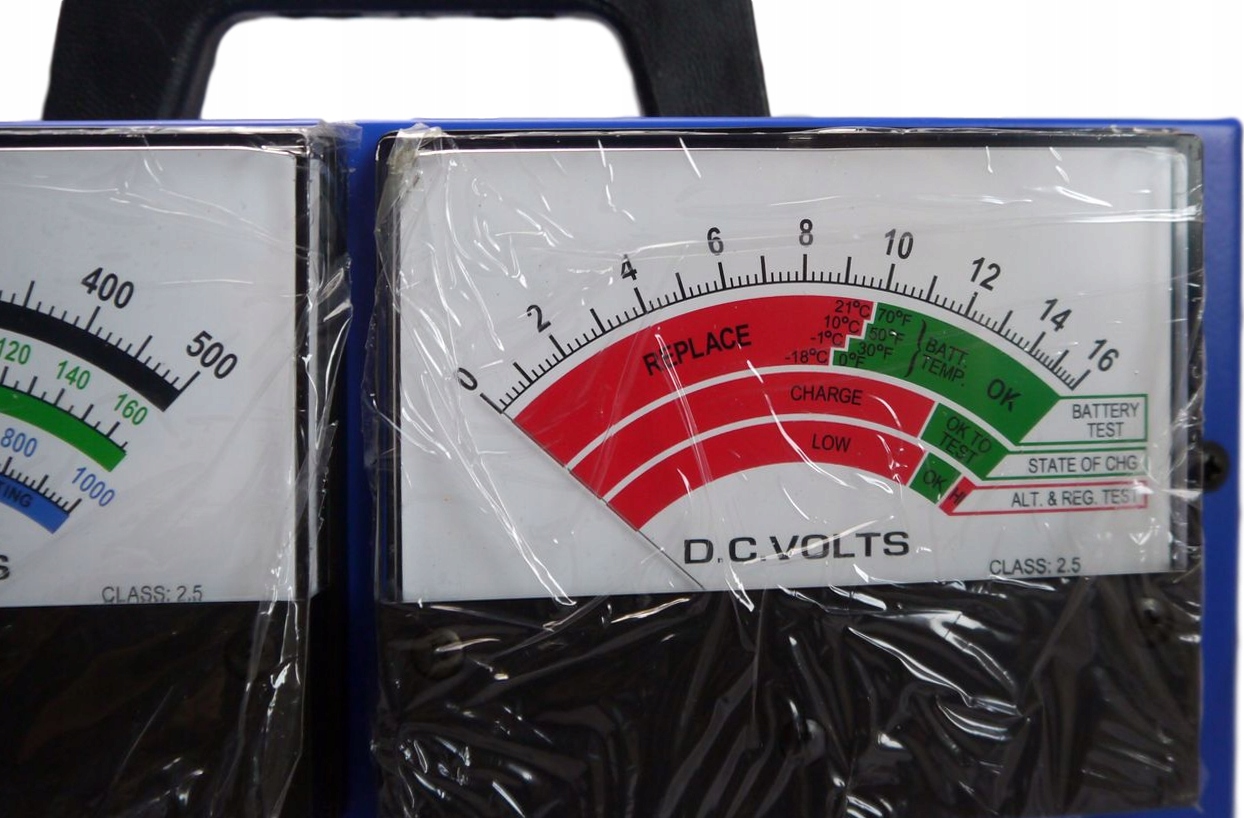 400
500
120
140
160
800
1000
TING
S
CLASS: 2.5
0 2 4 6 8 10 12 14 16
REPLACE
21°C 70°F
10°C 50°F
-1°C 30°F
-18°C 0°F
BATT.
TEMP.
OK
BATTERY
TEST
CHARGE
OK TO
TEST
STATE OF CHG
LOW
OK
H
ALT. & REG. TEST
D.C.VOLTS
CLASS: 2.5